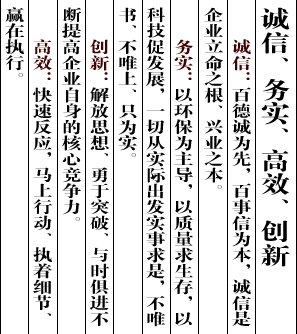 诚信、务实、高效、创新
诚信：百德诚为先，百事信为本，诚信是
企业立命之根、兴业之本。
务实：以环保为主导，以质量求生存，以
科技促发展，一切从实际出发实事求是，不唯
书、不唯上、只为实。
创新：解放思想、勇于突破、与时俱进不
断提高企业自身的核心竞争力。
高效：快速反应，马上行动、执着细节、
赢在执行。